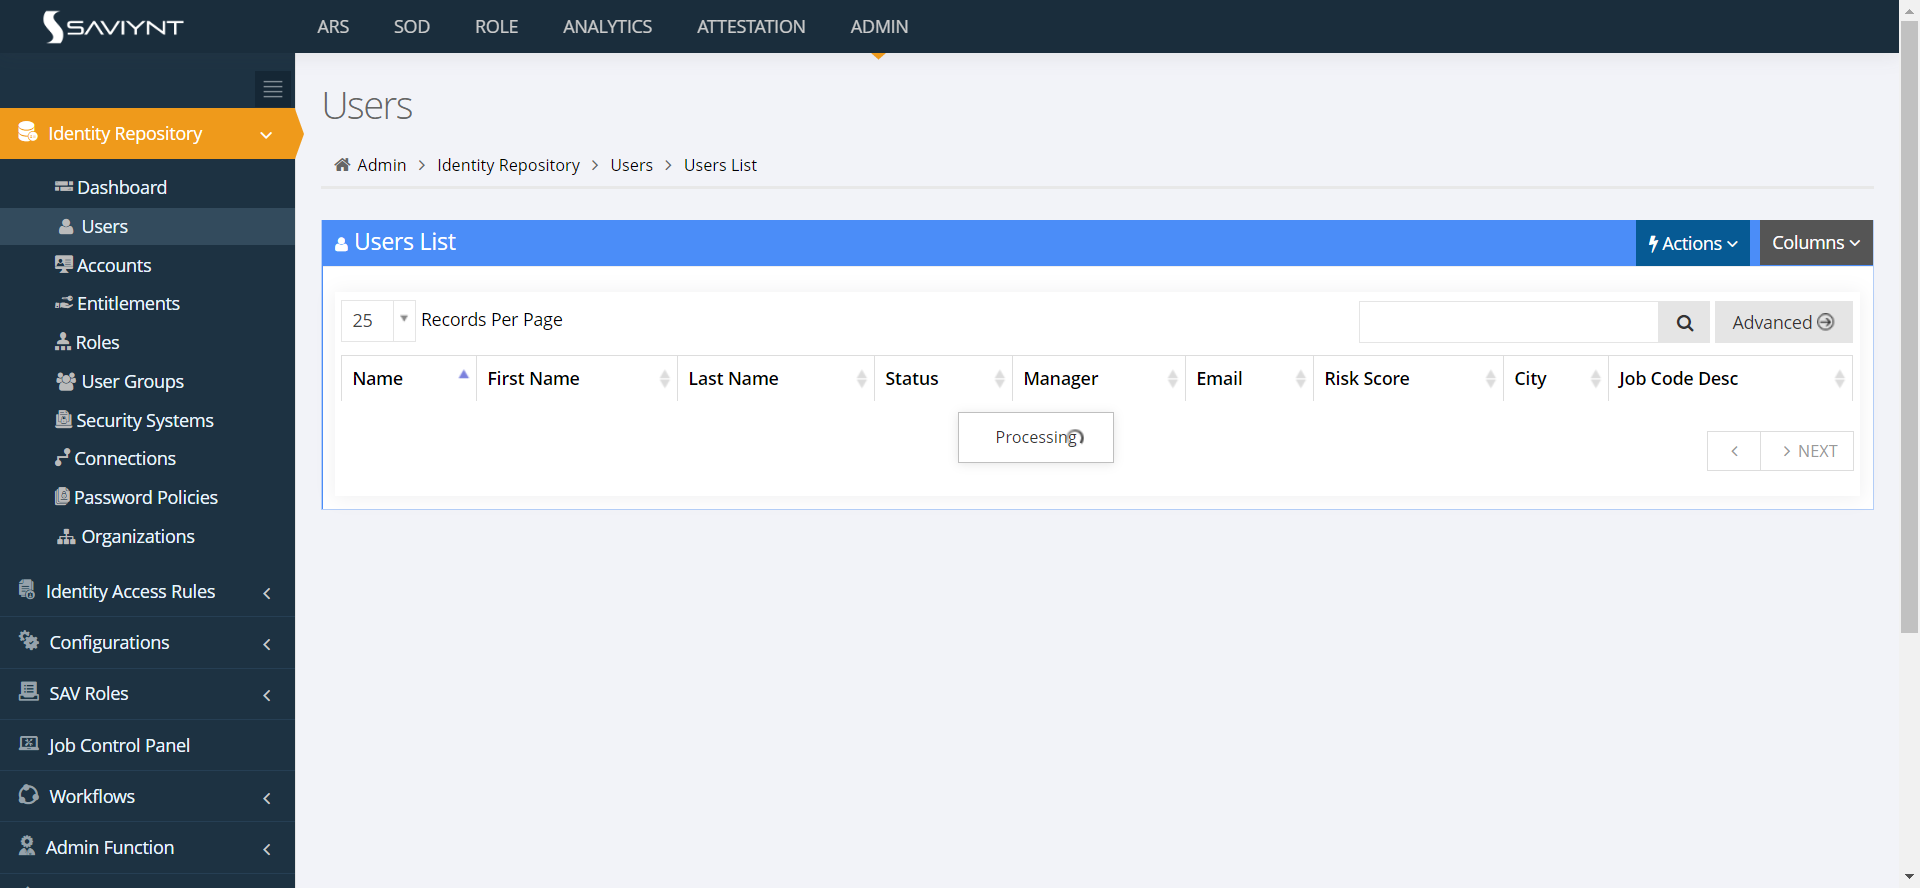 SAVIYNT
ARS SOD ROLE ANALYTICS ATTESTATION ADMIN
Identity Repository
Dashboard
Users
Accounts
Entitlements
Roles
User Groups
Security Systems
Connections
Password Policies
Organizations
Identity Access Rules
Configurations
SAV Roles
Job Control Panel
Workflows
Admin Function
Users
Admin > Identity Repository > Users > Users List
Users List
Actions
Columns
25 Records Per Page
Advanced
Name First Name Last Name Status Manager Email Risk Score City Job Code Desc
Processing
< > NEXT